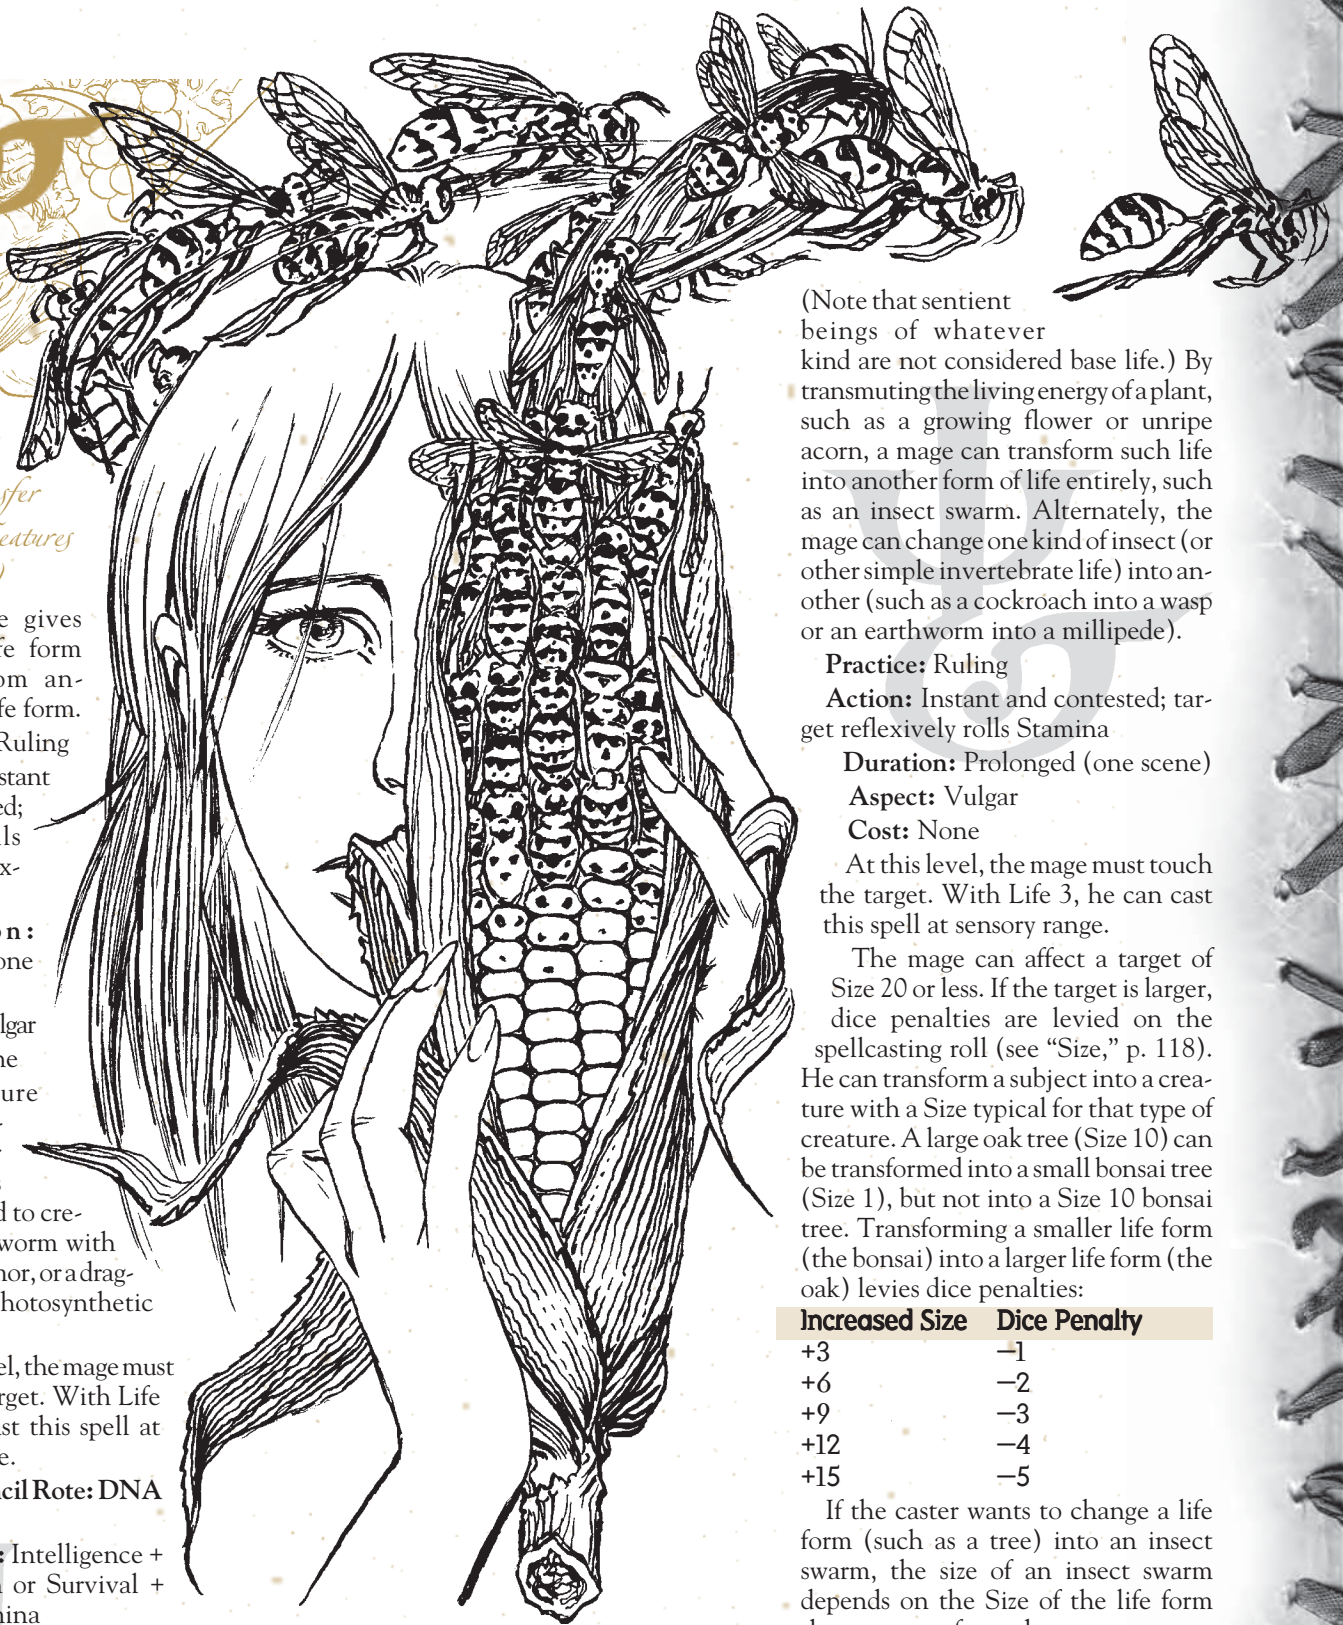 sfer
eatures
)
e gives
fe form
om an-
fe form.
Ruling
stant
ed;
lls
x-
on:
one
lgar
ne
ure
-
d to cre-
worm with
nor, or a drag-
hotosynthetic
el, the mage must
rget. With Life
ast this spell at
e.
ncil Rote: DNA
: Intelligence +
n or Survival +
mina
(Note that sentient
beings of whatever
kind are not considered base life.) By
transmuting the living energy of a plant,
such as a growing flower or unripe
acorn, a mage can transform such life
into another form of life entirely, such
as an insect swarm. Alternately, the
mage can change one kind of insect (or
other simple invertebrate life) into an-
other (such as a cockroach into a wasp
or an earthworm into a millipede).
Practice: Ruling
Action: Instant and contested; tar-
get reflexively rolls Stamina
Duration: Prolonged (one scene)
Aspect: Vulgar
Cost: None
At this level, the mage must touch
the target. With Life 3, he can cast
this spell at sensory range.
The mage can affect a target of
Size 20 or less. If the target is larger,
dice penalties are levied on the
spellcasting roll (see “Size,” p. 118).
He can transform a subject into a crea-
ture with a Size typical for that type of
creature. A large oak tree (Size 10) can
be transformed into a small bonsai tree
(Size 1), but not into a Size 10 bonsai
tree. Transforming a smaller life form
(the bonsai) into a larger life form (the
oak) levies dice penalties:
Increased Size Dice Penalty
+3 —1
+6 —2
+9 —3
+12 —4
+15 —5
If the caster wants to change a life
form (such as a tree) into an insect
swarm, the size of an insect swarm
depends on the Size of the life form